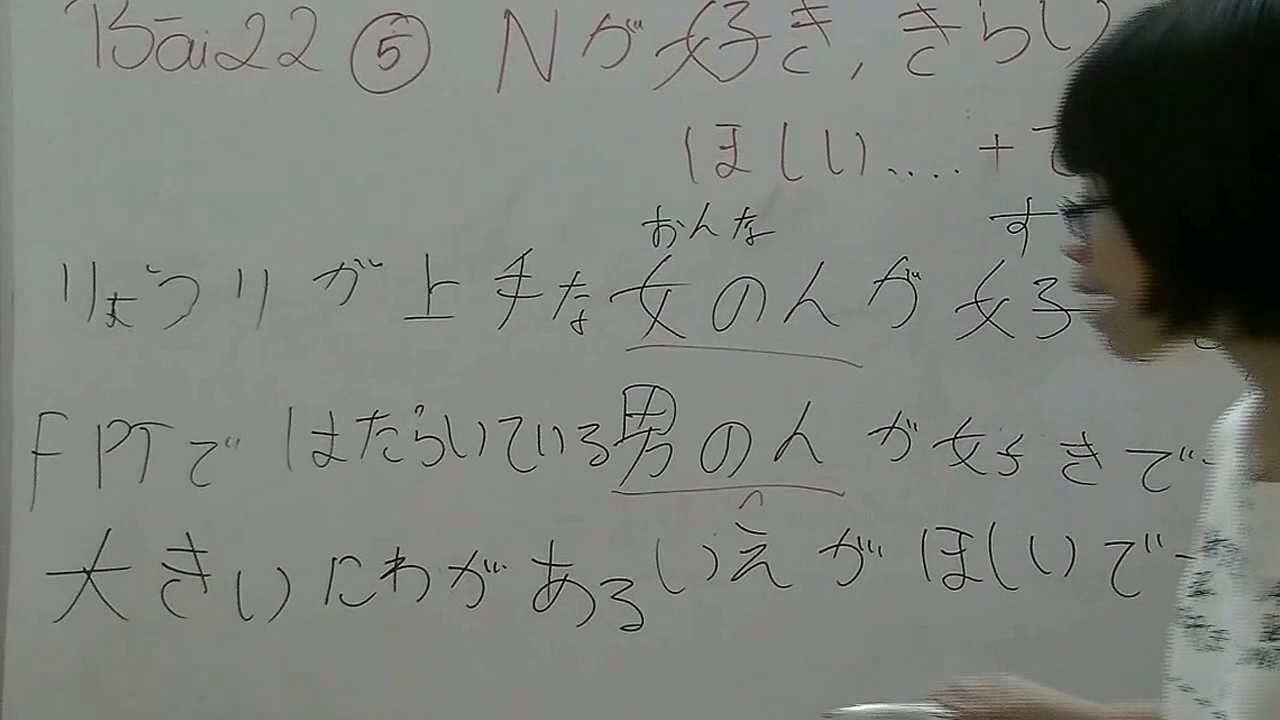 Bài 22 ⑤ Nが好き,きらい
ほしい....+
おんな す
りょうりが上手な女の人が好
FPTではたらいている男の人が好きで
大きいにわがあるいえがほしいで